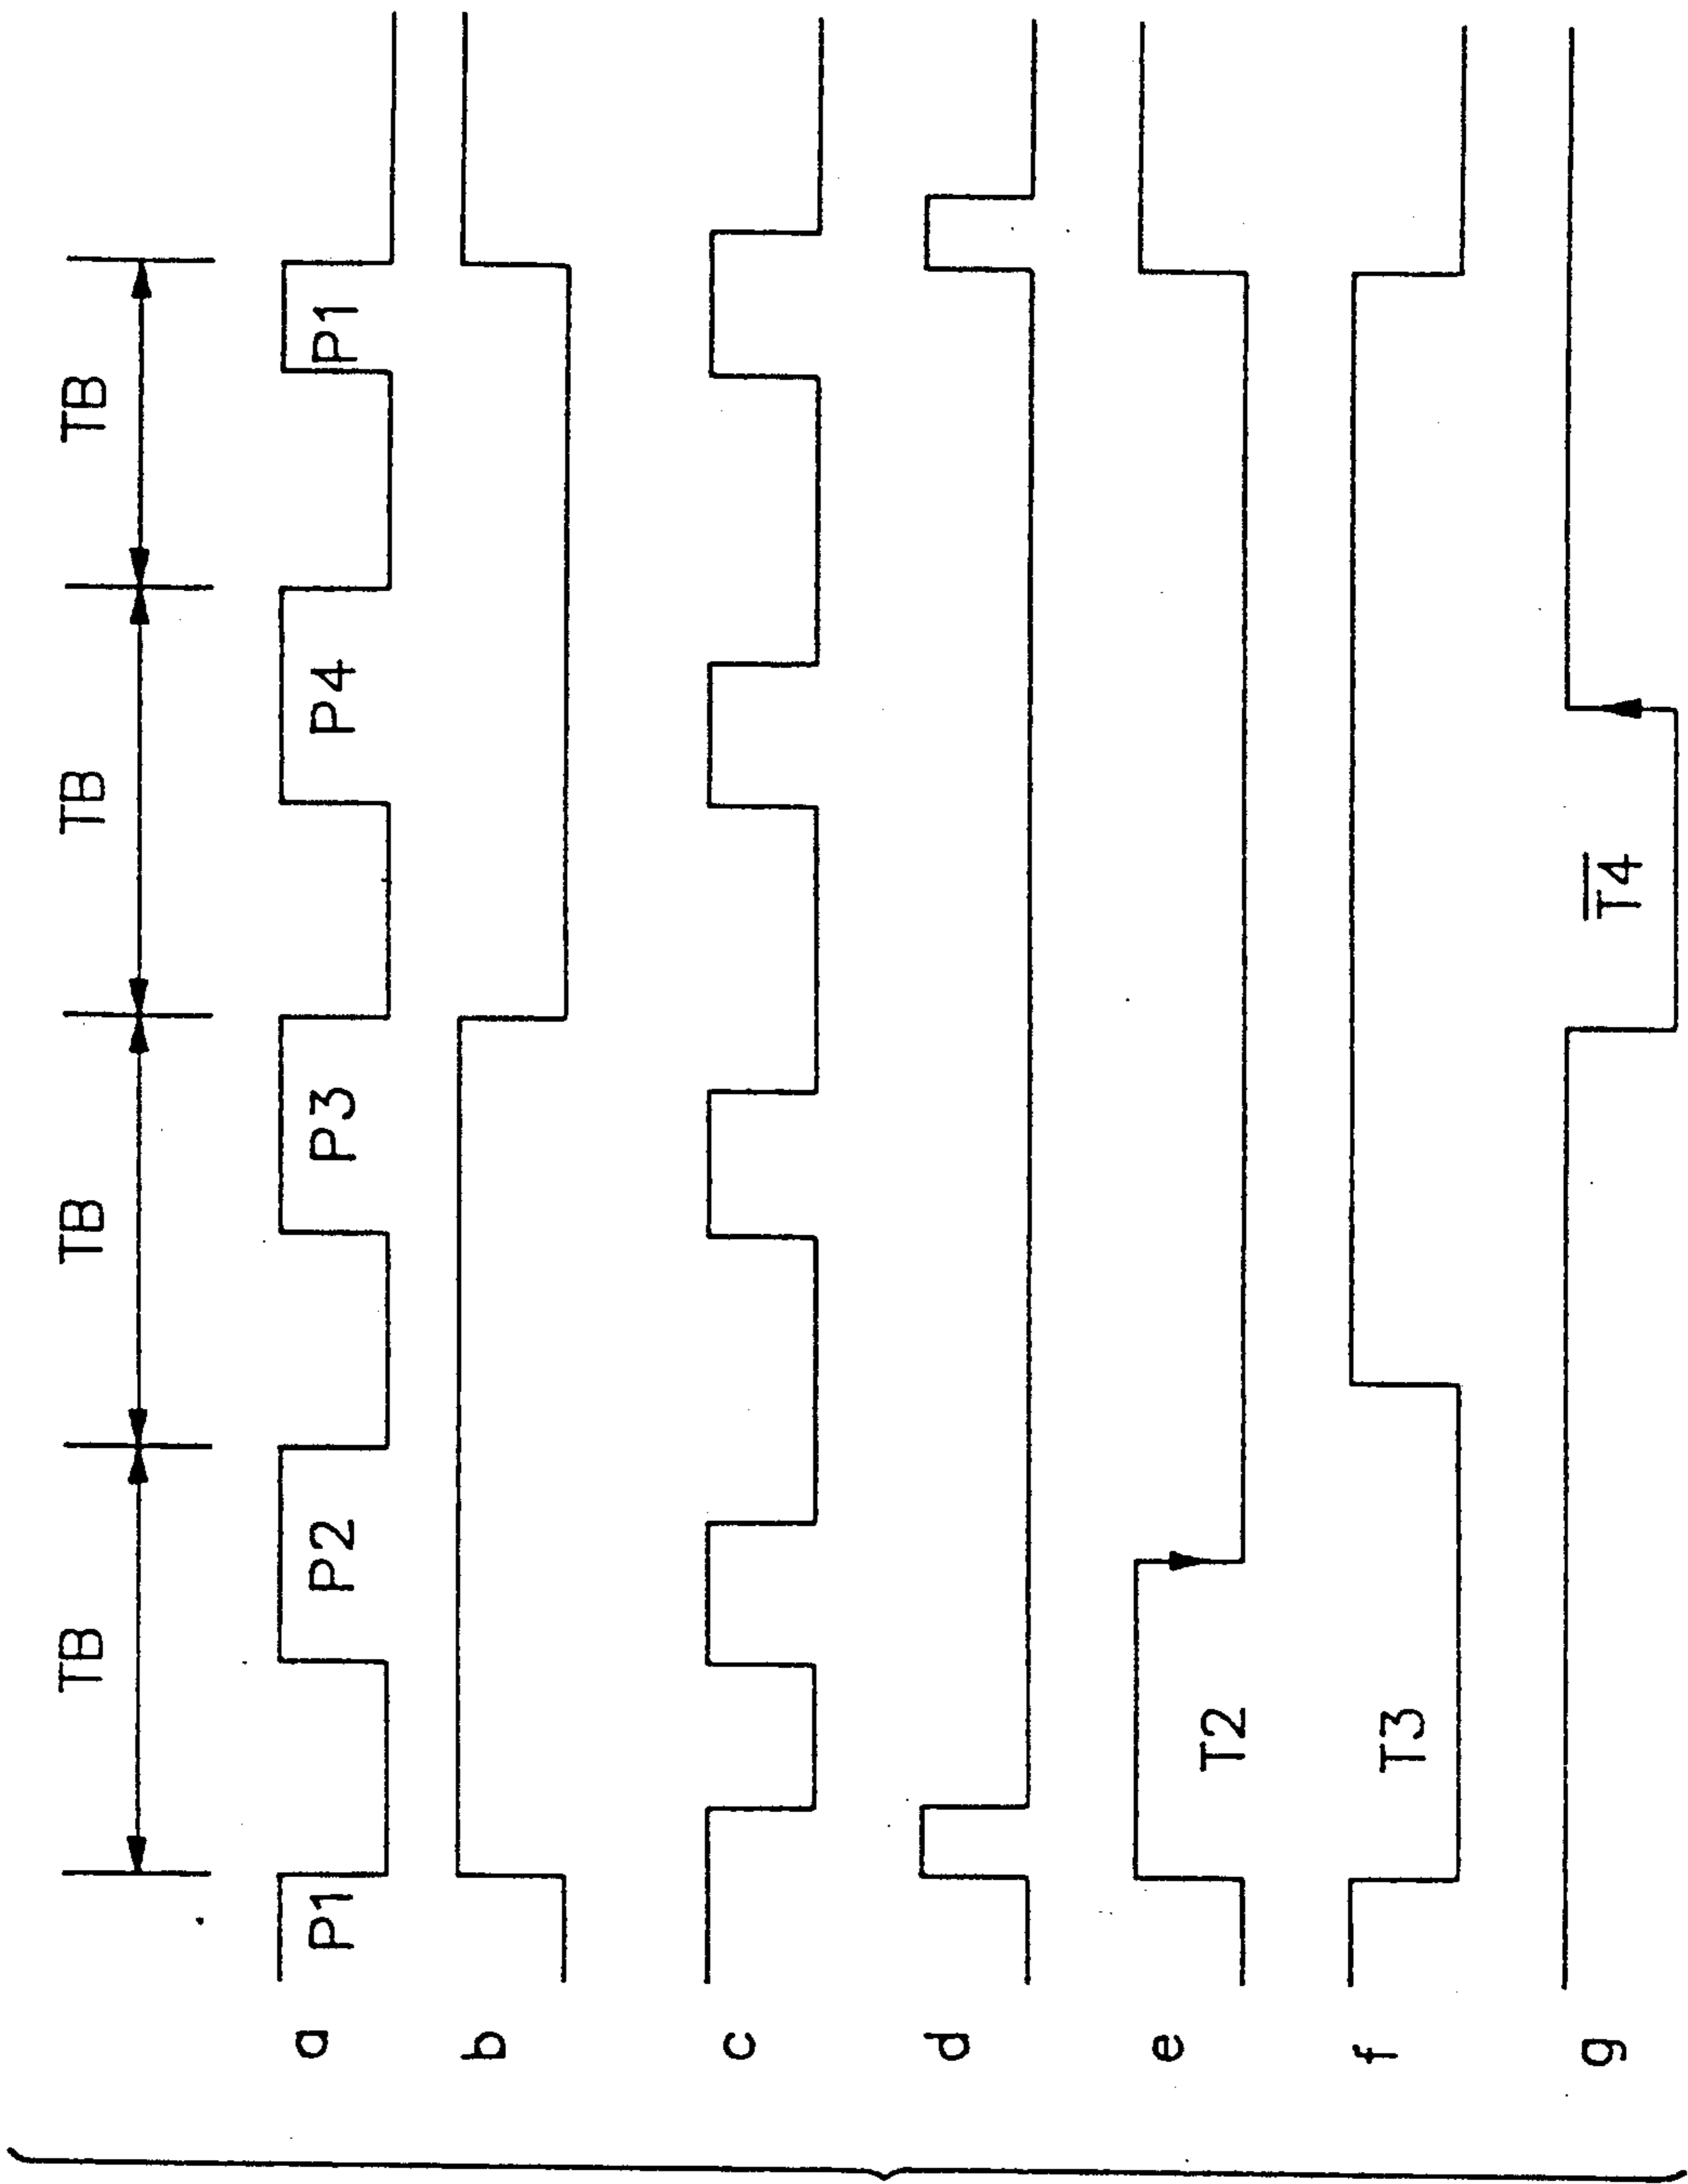 TB TB TB TB
a P1 P2 P3 P4 P1
b
c
d
e T2
f T3
g T4̅